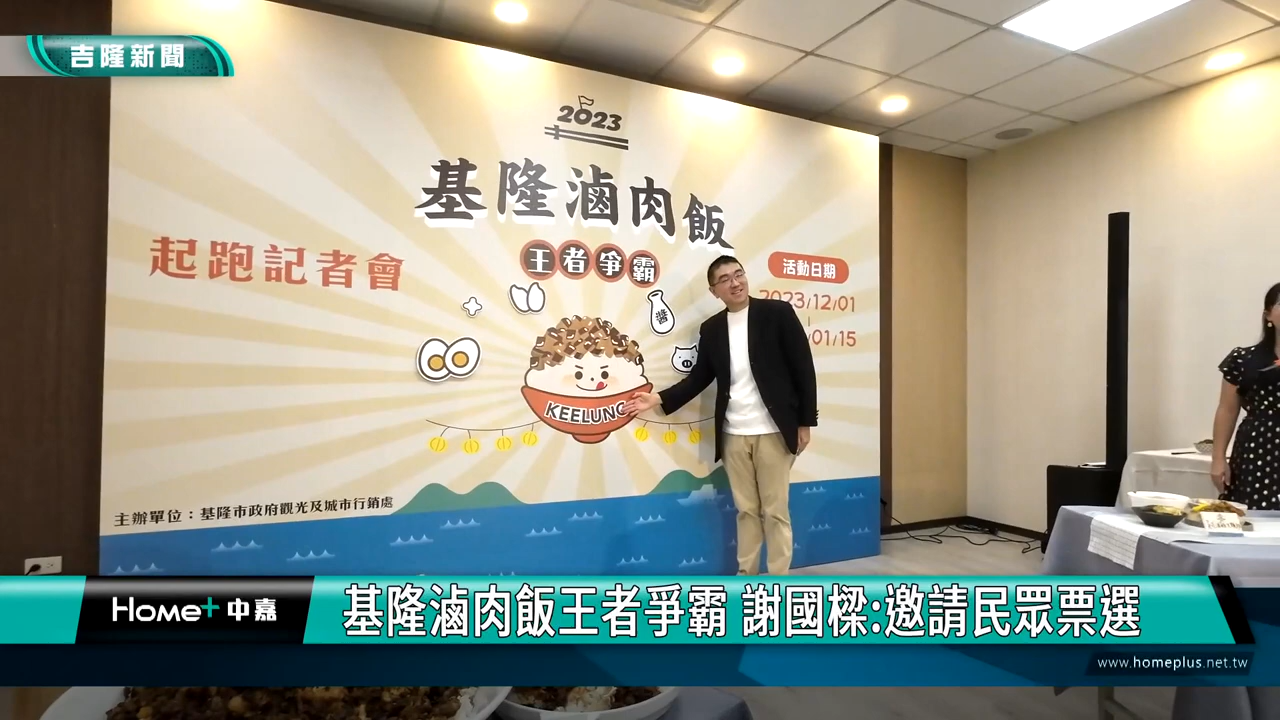 吉隆新聞
2023
基隆滷肉飯
王者爭霸
起跑記者會
活動日期
2023/12/01
/01/15
醬
KEELUNG
主辦單位：基隆市政府觀光及城市行銷處
Home+中嘉
基隆滷肉飯王者爭霸 謝國樑:邀請民眾票選
www.homeplus.net.tw